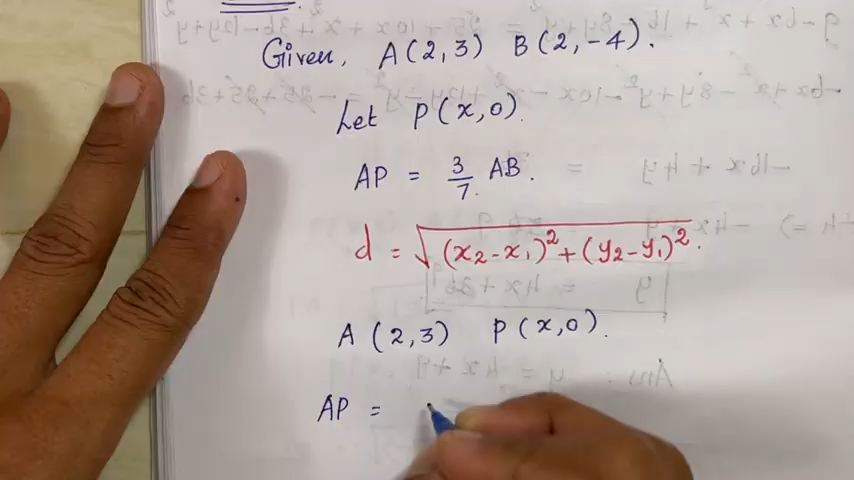 Given, A(2,3) B(2,-4).
Let P(x,0).
AP = 3/7 AB.
d = √(x₂-x₁)²+(y₂-y₁)².
A (2,3) P(x,0).
AP =